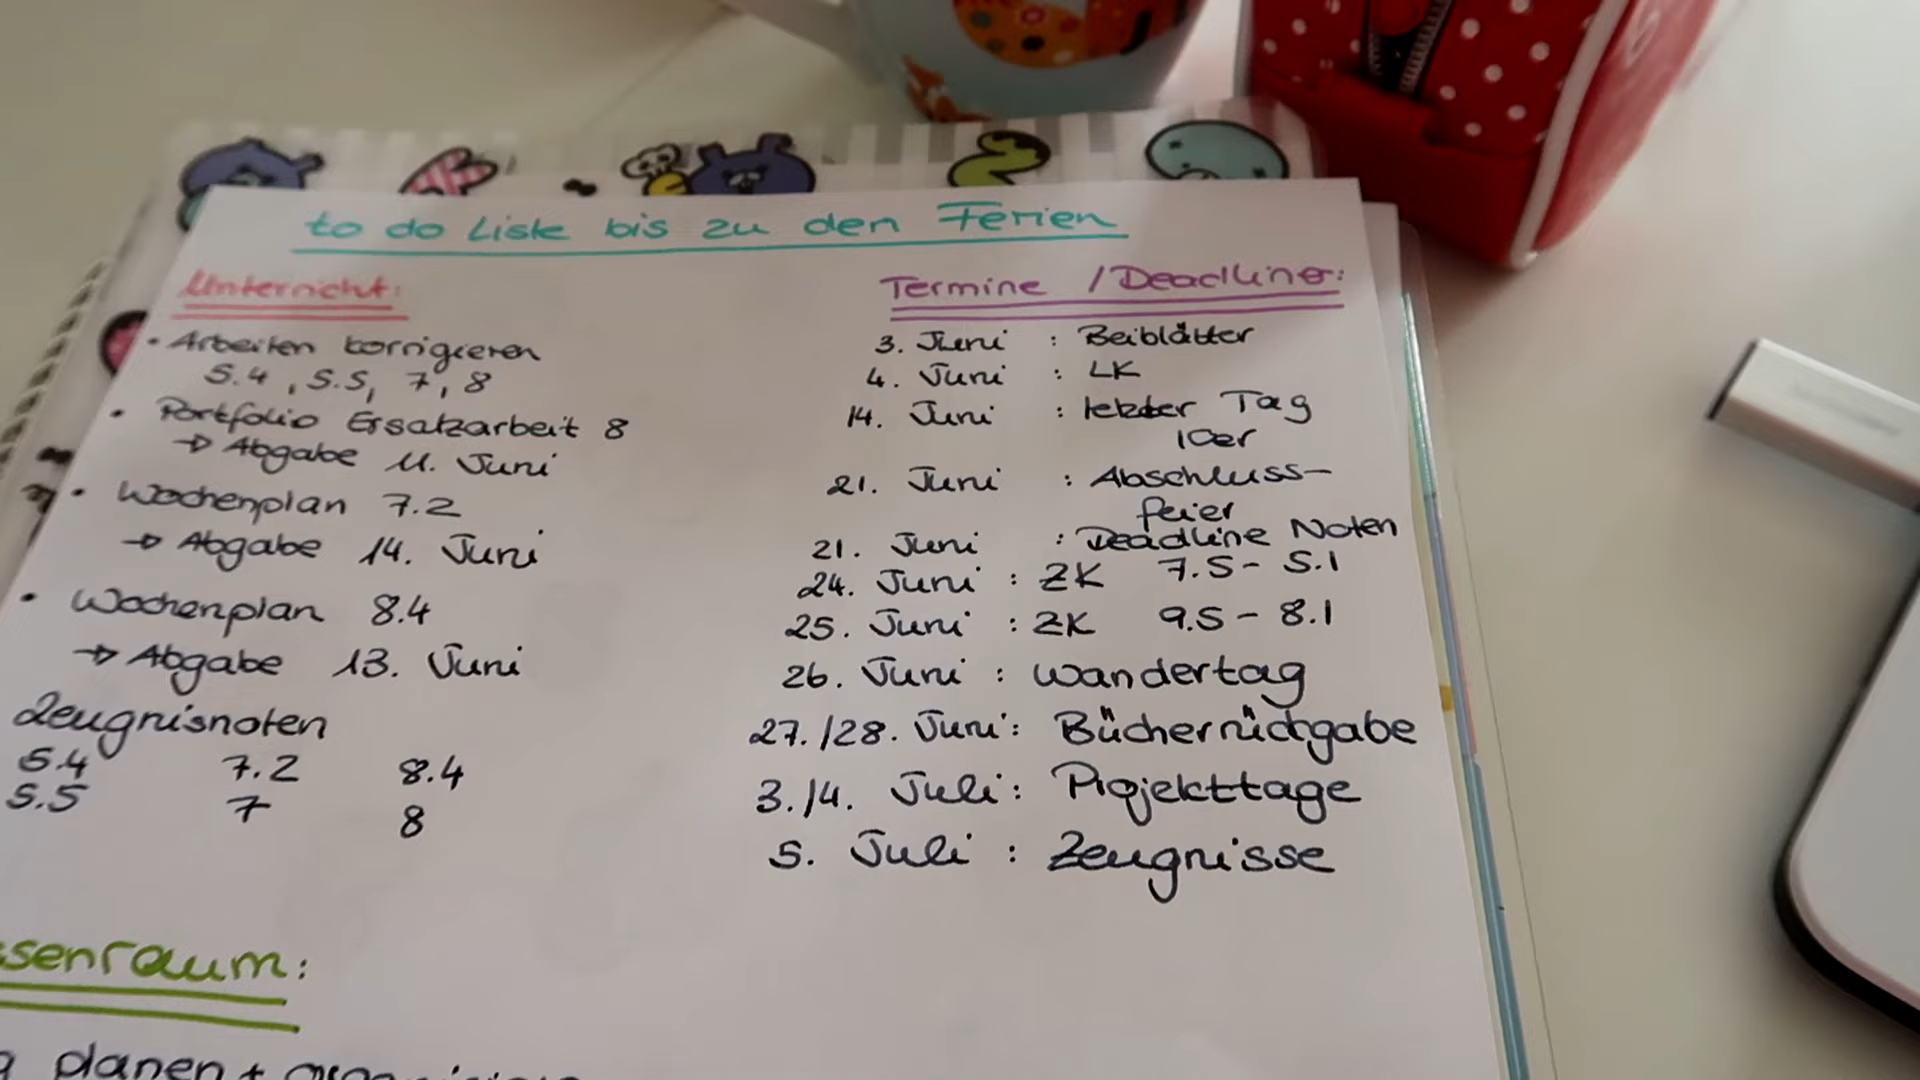 to do Liste bis zu den Ferien
Unterricht:
• Arbeiten korrigieren
5.4, 5.5, 7, 8
• Portfolio Ersatzarbeit 8
→ Abgabe 11. Juni
• Wochenplan 7.2
→ Abgabe 14. Juni
• Wochenplan 8.4
→ Abgabe 13. Juni
Zeugnisnoten
5.4 7.2 8.4
5.5 7 8
Termine / Deadline:
3. Juni : Beiblätter
4. Juni : LK
14. Juni : letzter Tag
10er
21. Juni : Abschluss-
feier
21. Juni : Deadline Noten
24. Juni : ZK 7.5 - 5.1
25. Juni : ZK 9.5 - 8.1
26. Juni : Wandertag
27./28. Juni : Bücherrückgabe
3./4. Juli : Projekttage
5. Juli : Zeugnisse
senraum:
planen +